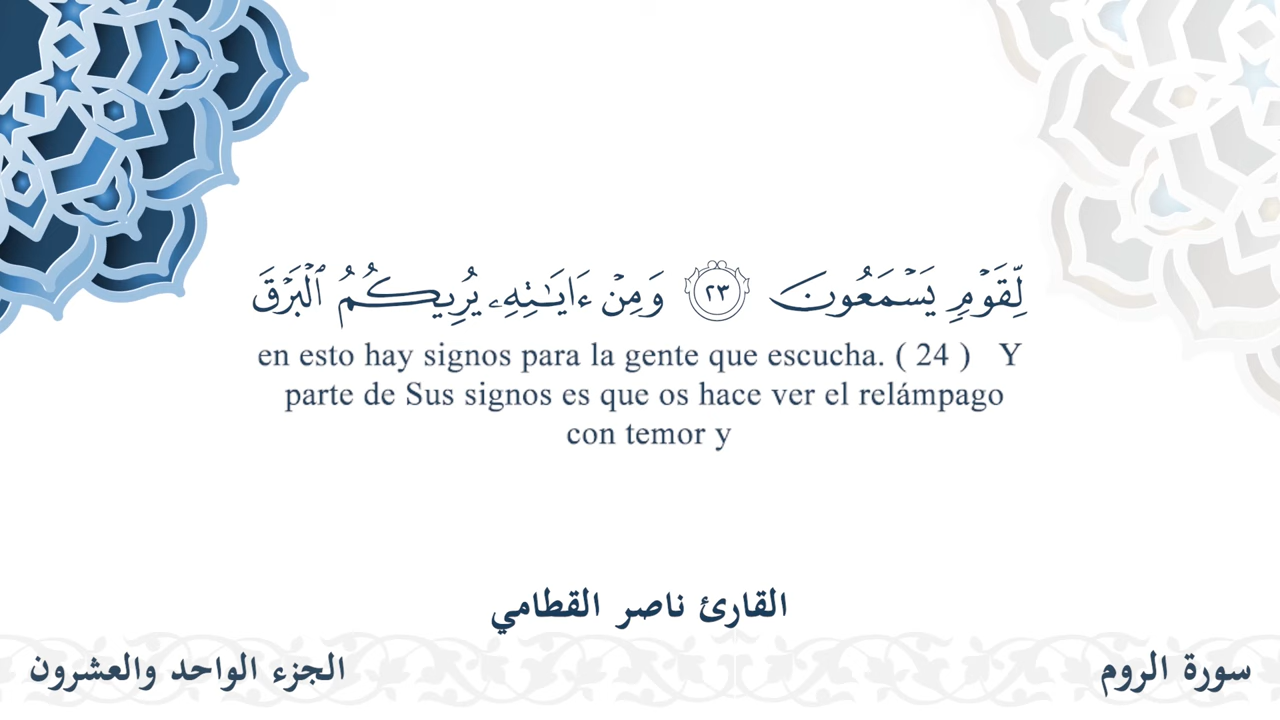 لِّقَوۡمٖ يَسۡمَعُونَ ٢٣ وَمِنۡ ءَايَٰتِهِۦ يُرِيكُمُ ٱلۡبَرۡقَ
en esto hay signos para la gente que escucha. ( 24 ) Y
parte de Sus signos es que os hace ver el relámpago
con temor y
القارئ ناصر القطامي
سورة الروم
الجزء الواحد والعشرون